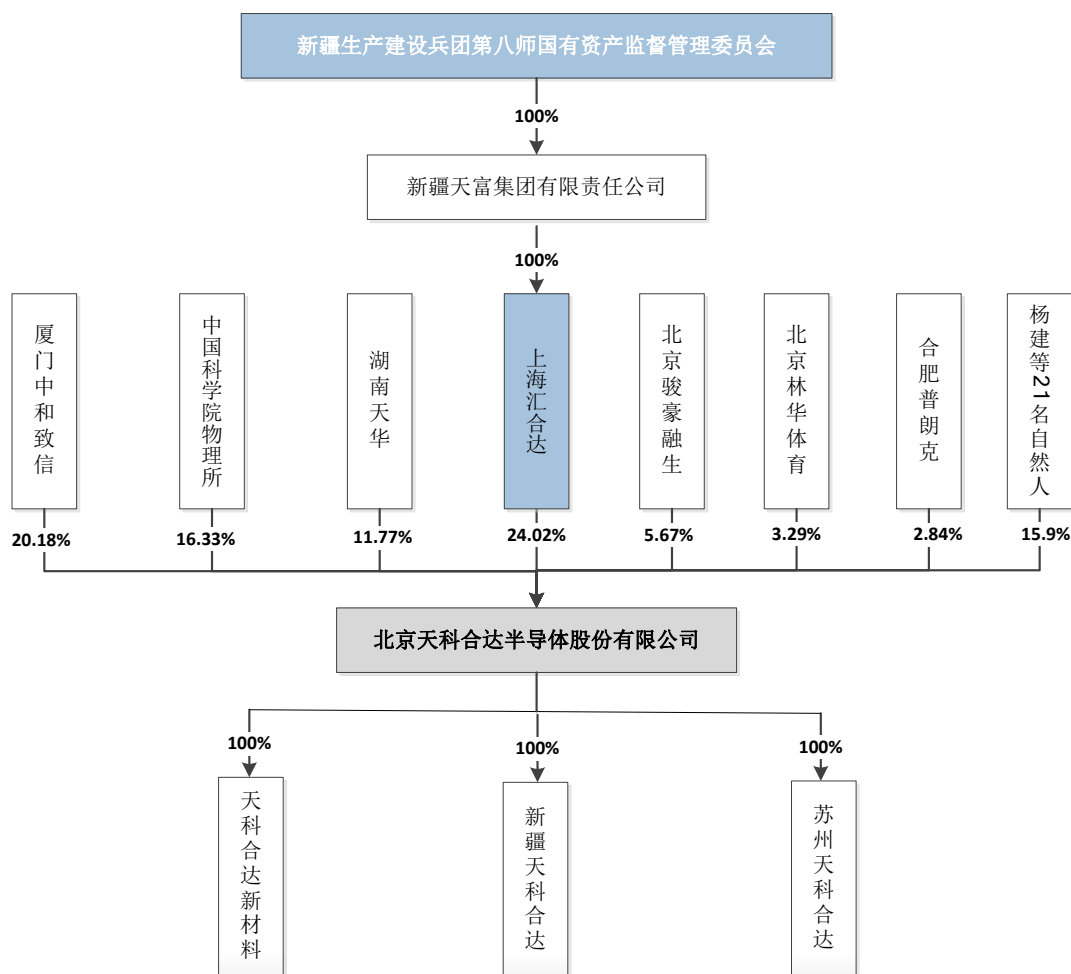 新疆生产建设兵团第八师国有资产监督管理委员会
100%
新疆天富集团有限责任公司
100%
厦门中和致信
中国科学院物理所
湖南天华
上海汇合达
北京骏豪融生
北京林华体育
合肥普朗克
杨建等21名自然人
20.18%
16.33%
11.77%
24.02%
5.67%
3.29%
2.84%
15.9%
北京天科合达半导体股份有限公司
100%
100%
100%
天科合达新材料
新疆天科合达
苏州天科合达